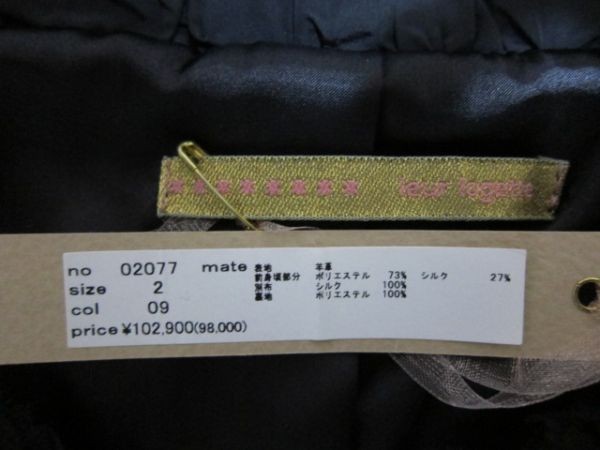 ******** leur logette
no 02077 mate 表地 羊革
前身頃部分 ポリエステル 73% シルク 27%
size 2 別布 シルク 100%
裏地 ポリエステル 100%
col 09
price ¥102,900(98,000)